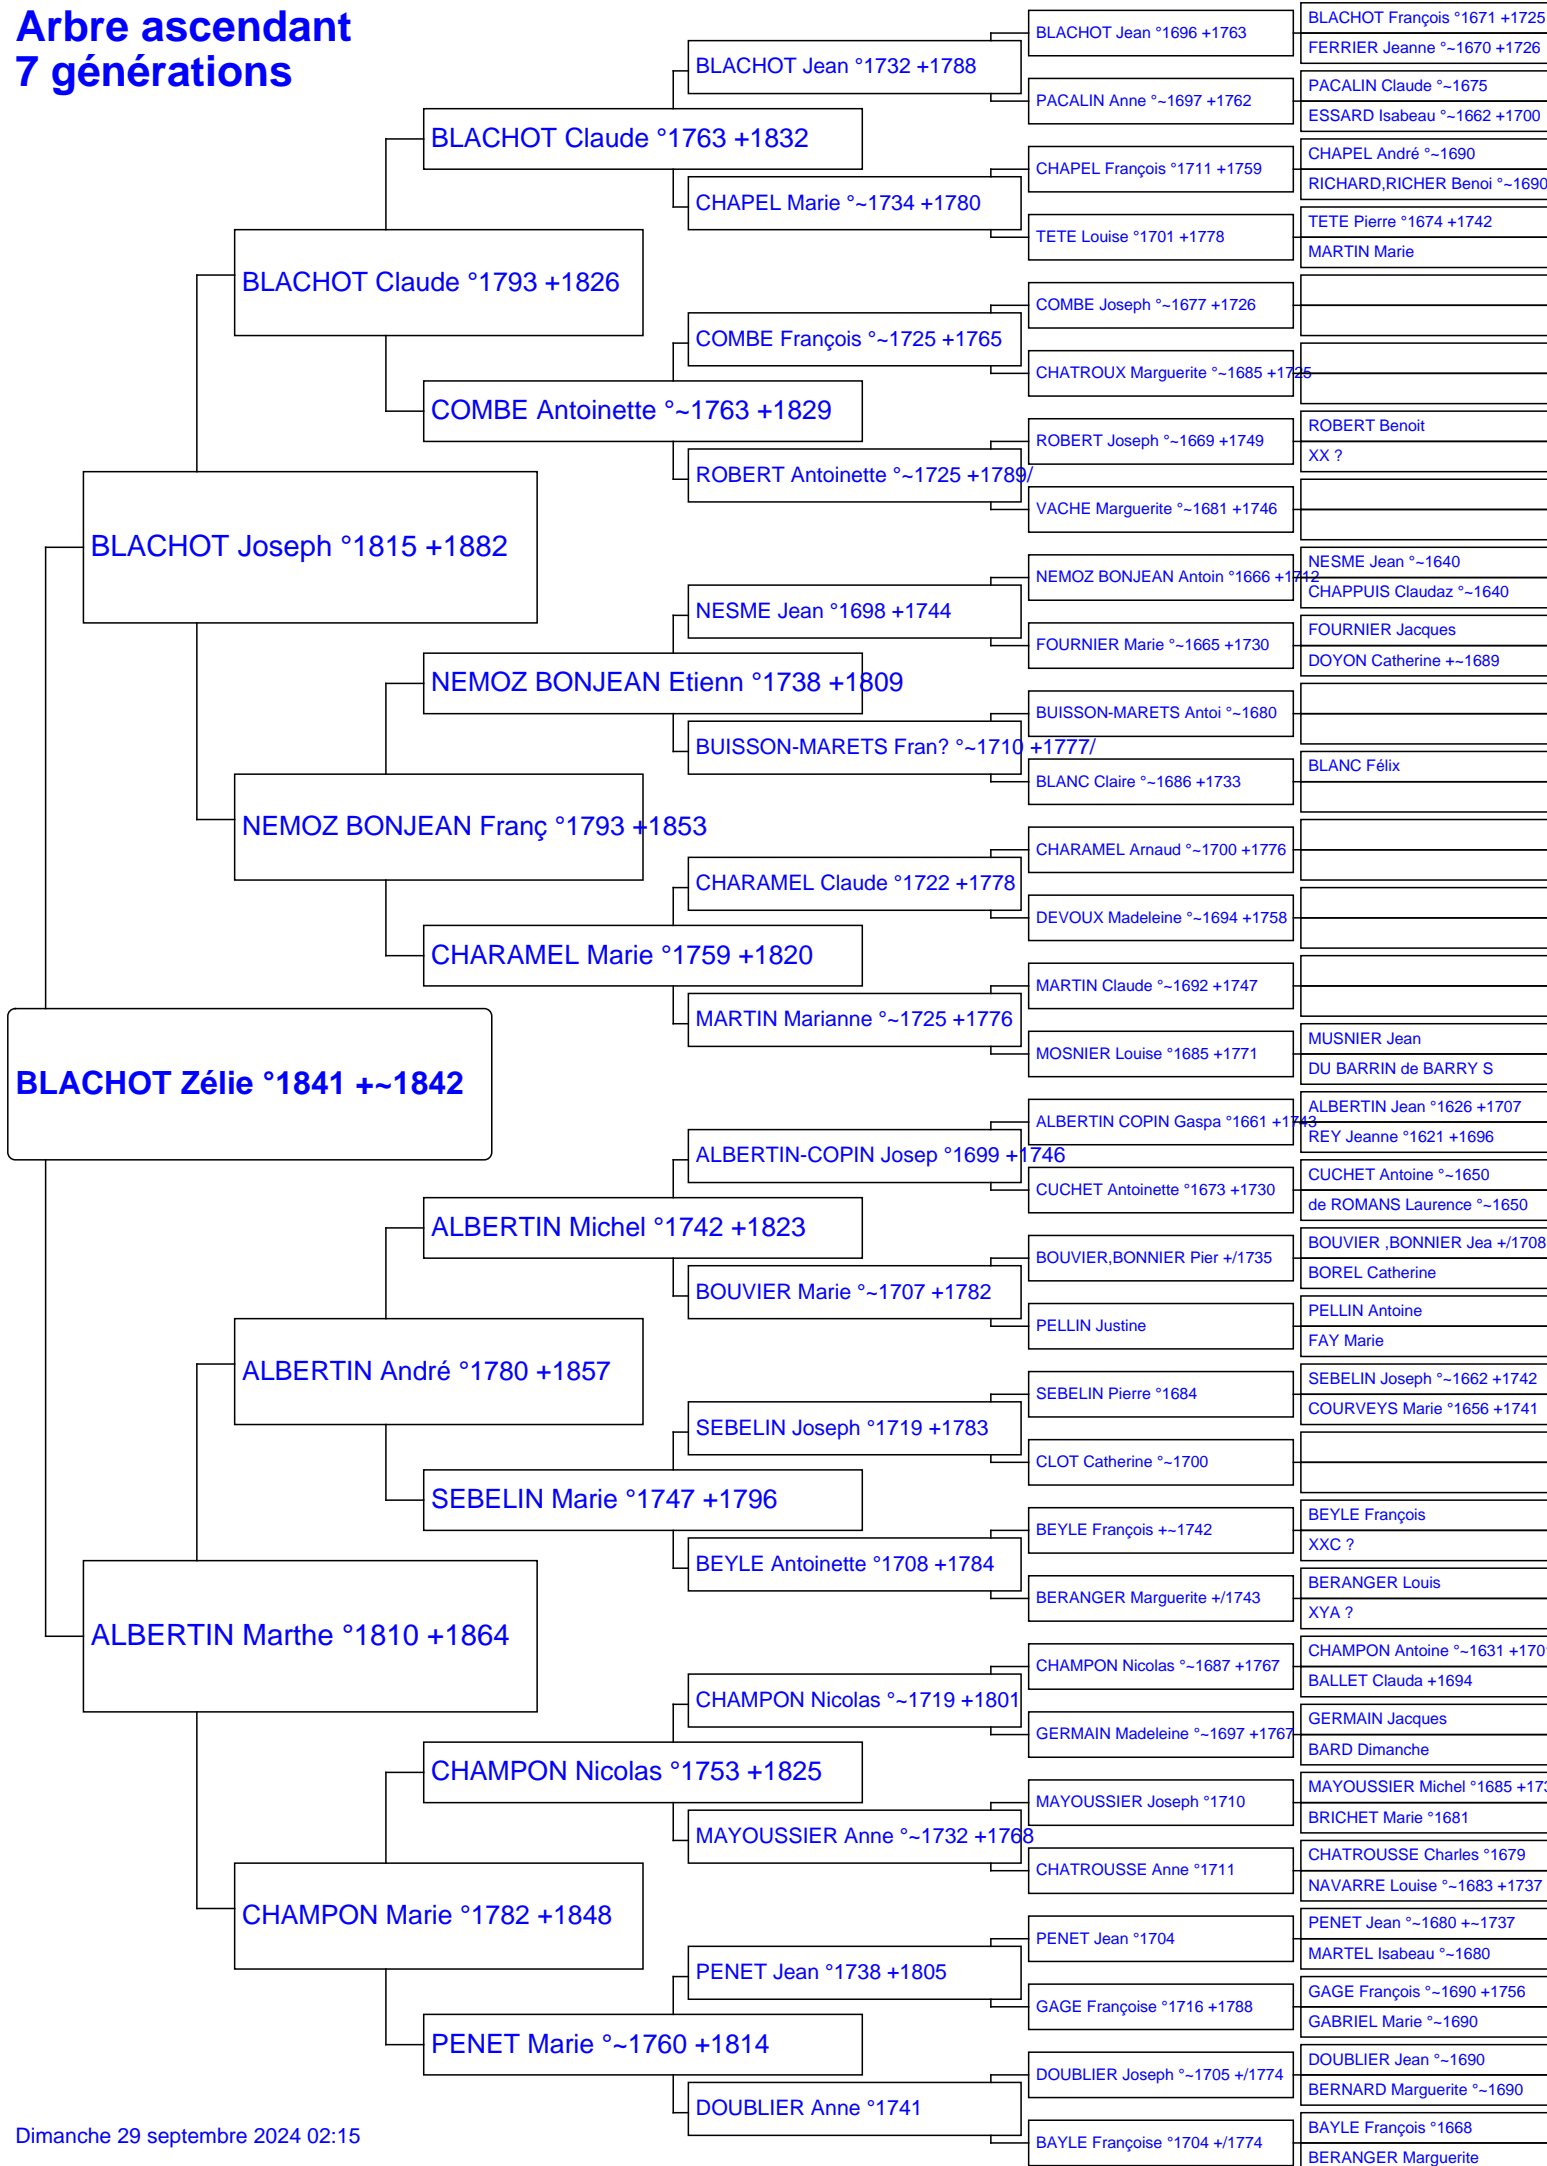 Arbre ascendant
7 générations
BLACHOT Zélie °1841 +~1842
BLACHOT Joseph °1815 +1882
ALBERTIN Marthe °1810 +1864
BLACHOT Claude °1793 +1826
NEMOZ BONJEAN Franç °1793 +1853
ALBERTIN André °1780 +1857
CHAMPON Marie °1782 +1848
BLACHOT Claude °1763 +1832
COMBE Antoinette °~1763 +1829
NEMOZ BONJEAN Etienn °1738 +1809
CHARAMEL Marie °1759 +1820
ALBERTIN Michel °1742 +1823
SEBELIN Marie °1747 +1796
CHAMPON Nicolas °1753 +1825
PENET Marie °~1760 +1814
BLACHOT Jean °1732 +1788
CHAPEL Marie °~1734 +1780
COMBE François °~1725 +1765
ROBERT Antoinette °~1725 +1789/
NESME Jean °1698 +1744
BUISSON-MARETS Fran? °~1710 +1777/
CHARAMEL Claude °1722 +1778
MARTIN Marianne °~1725 +1776
ALBERTIN-COPIN Josep °1699 +1746
BOUVIER Marie °~1707 +1782
SEBELIN Joseph °1719 +1783
BEYLE Antoinette °1708 +1784
CHAMPON Nicolas °~1719 +1801
MAYOUSSIER Anne °~1732 +1768
PENET Jean °1738 +1805
DOUBLIER Anne °1741
BLACHOT Jean °1696 +1763
PACALIN Anne °~1697 +1762
CHAPEL François °1711 +1759
TETE Louise °1701 +1778
COMBE Joseph °~1677 +1726
CHATROUX Marguerite °~1685 +1725
ROBERT Joseph °~1669 +1749
VACHE Marguerite °~1681 +1746
NEMOZ BONJEAN Antoin °1666 +1712
FOURNIER Marie °~1665 +1730
BUISSON-MARETS Antoi °~1680
BLANC Claire °~1686 +1733
CHARAMEL Arnaud °~1700 +1776
DEVOUX Madeleine °~1694 +1758
MARTIN Claude °~1692 +1747
MOSNIER Louise °1685 +1771
ALBERTIN COPIN Gaspa °1661 +1743
CUCHET Antoinette °1673 +1730
BOUVIER,BONNIER Pier +/1735
PELLIN Justine
SEBELIN Pierre °1684
CLOT Catherine °~1700
BEYLE François +~1742
BERANGER Marguerite +/1743
CHAMPON Nicolas °~1687 +1767
GERMAIN Madeleine °~1697 +1767
MAYOUSSIER Joseph °1710
CHATROUSSE Anne °1711
PENET Jean °1704
GAGE Françoise °1716 +1788
DOUBLIER Joseph °~1705 +/1774
BAYLE Françoise °1704 +/1774
BLACHOT François °1671 +1725
FERRIER Jeanne °~1670 +1726
PACALIN Claude °~1675
ESSARD Isabeau °~1662 +1700
CHAPEL André °~1690
RICHARD,RICHER Benoi °~1690
TETE Pierre °1674 +1742
MARTIN Marie
ROBERT Benoit
XX ?
NESME Jean °~1640
CHAPPUIS Claudaz °~1640
FOURNIER Jacques
DOYON Catherine +~1689
BLANC Félix
MUSNIER Jean
DU BARRIN de BARRY S
ALBERTIN Jean °1626 +1707
REY Jeanne °1621 +1696
CUCHET Antoine °~1650
de ROMANS Laurence °~1650
BOUVIER ,BONNIER Jea +/1708
BOREL Catherine
PELLIN Antoine
FAY Marie
SEBELIN Joseph °~1662 +1742
COURVEYS Marie °1656 +1741
BEYLE François
XXC ?
BERANGER Louis
XYA ?
CHAMPON Antoine °~1631
BALLET Clauda +1694
GERMAIN Jacques
BARD Dimanche
MAYOUSSIER Michel °1685
BRICHET Marie °1681
CHATROUSSE Charles °1679
NAVARRE Louise °~1683 +1737
PENET Jean °~1680 +~1737
MARTEL Isabeau °~1680
GAGE François °~1690 +1756
GABRIEL Marie °~1690
DOUBLIER Jean °~1690
BERNARD Marguerite °~1690
BAYLE François °1668
BERANGER Marguerite
Dimanche 29 septembre 2024 02:15